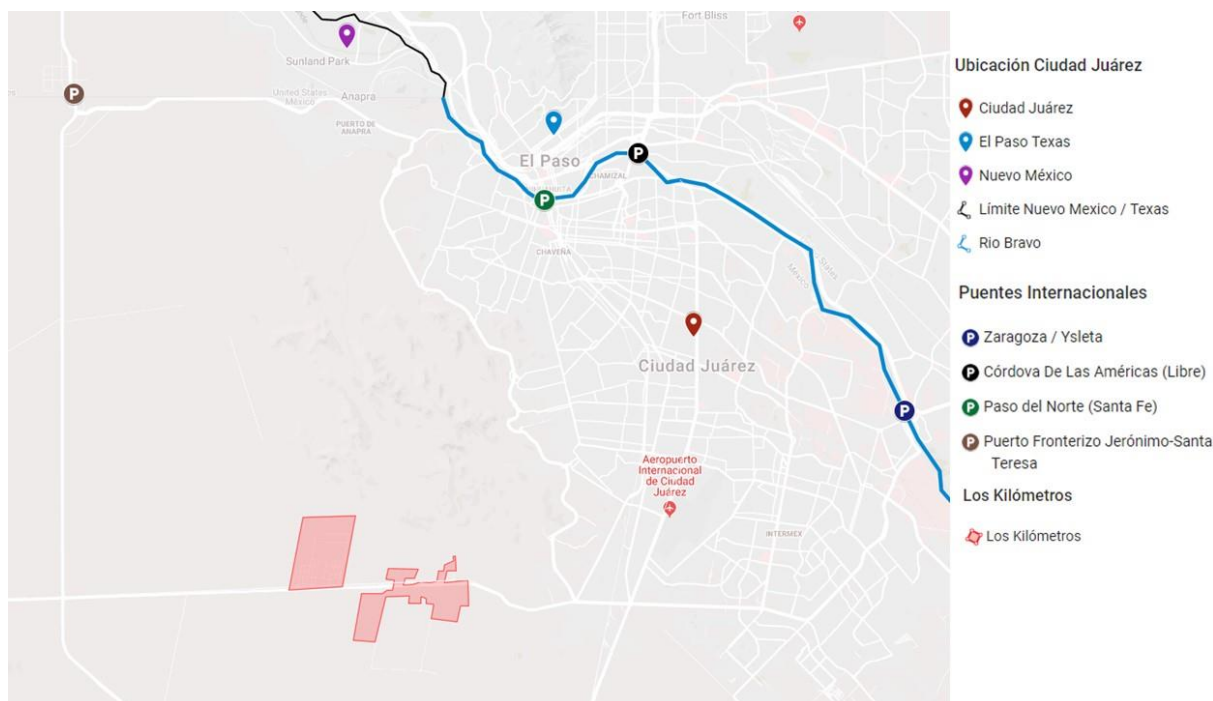 Fort Bliss
Sunland Park
United States
México
Anapra
PUERTO DE
ANAPRA
El Paso
CHAMIZAL
CHAVEÑA
México
States
Ciudad Juárez
Aeropuerto
Internacional
de Ciudad
Juárez
INTERMEX
Ubicación Ciudad Juárez
Ciudad Juárez
El Paso Texas
Nuevo México
Límite Nuevo Mexico / Texas
Rio Bravo
Puentes Internacionales
P Zaragoza / Ysleta
P Córdova De Las Américas (Libre)
P Paso del Norte (Santa Fe)
P Puerto Fronterizo Jerónimo-Santa
Teresa
Los Kilómetros
Los Kilómetros
P
P
P
P